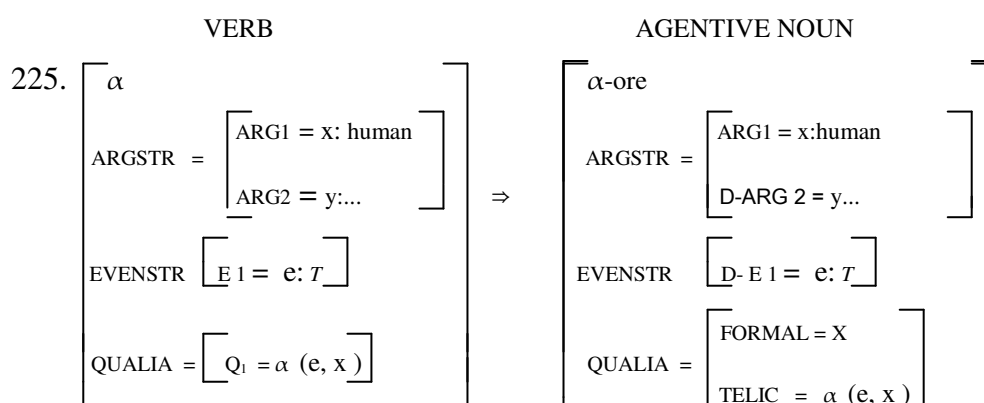 VERB AGENTIVE NOUN
225. α α-ore
ARG1 = x: human ARG1 = x:human
ARGSTR = ARGSTR =
ARG2 = y:... ⇒ D-ARG 2 = y...
EVENSTR E 1 = e: T EVENSTR D- E 1 = e: T
FORMAL = X
QUALIA = Q₁ = α (e, x ) QUALIA =
TELIC = α (e, x )